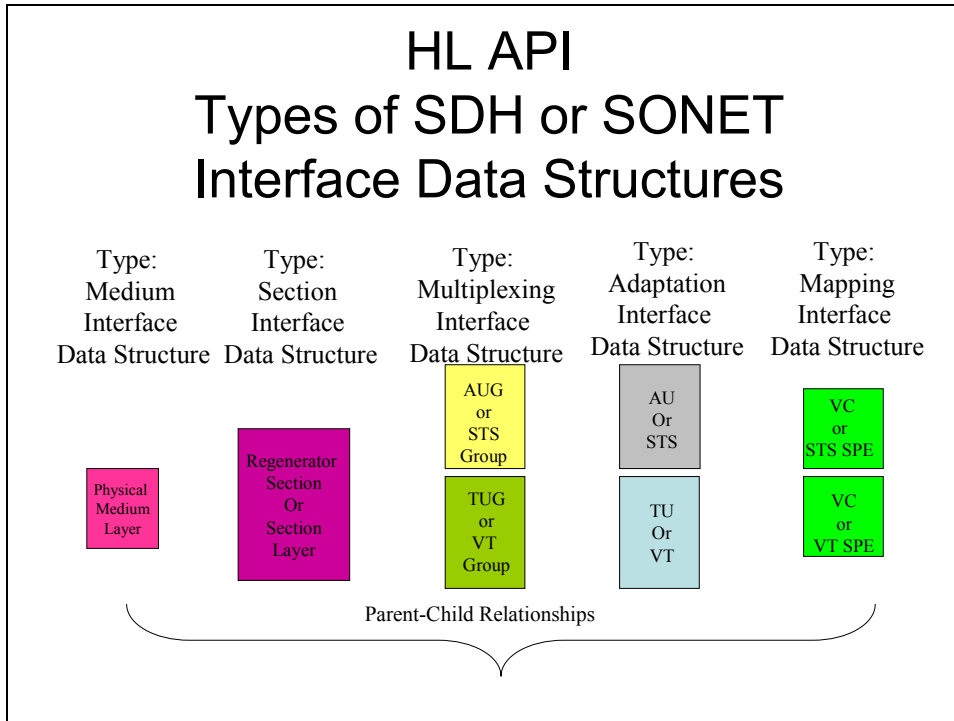 HL API
Types of SDH or SONET
Interface Data Structures
Type:
Medium
Interface
Data Structure
Type:
Section
Interface
Data Structure
Type:
Multiplexing
Interface
Data Structure
Type:
Adaptation
Interface
Data Structure
Type:
Mapping
Interface
Data Structure
Physical
Medium
Layer
Regenerator
Section
Or
Section
Layer
AUG
or
STS
Group
TUG
or
VT
Group
AU
Or
STS
TU
Or
VT
VC
or
STS SPE
VC
or
VT SPE
Parent-Child Relationships